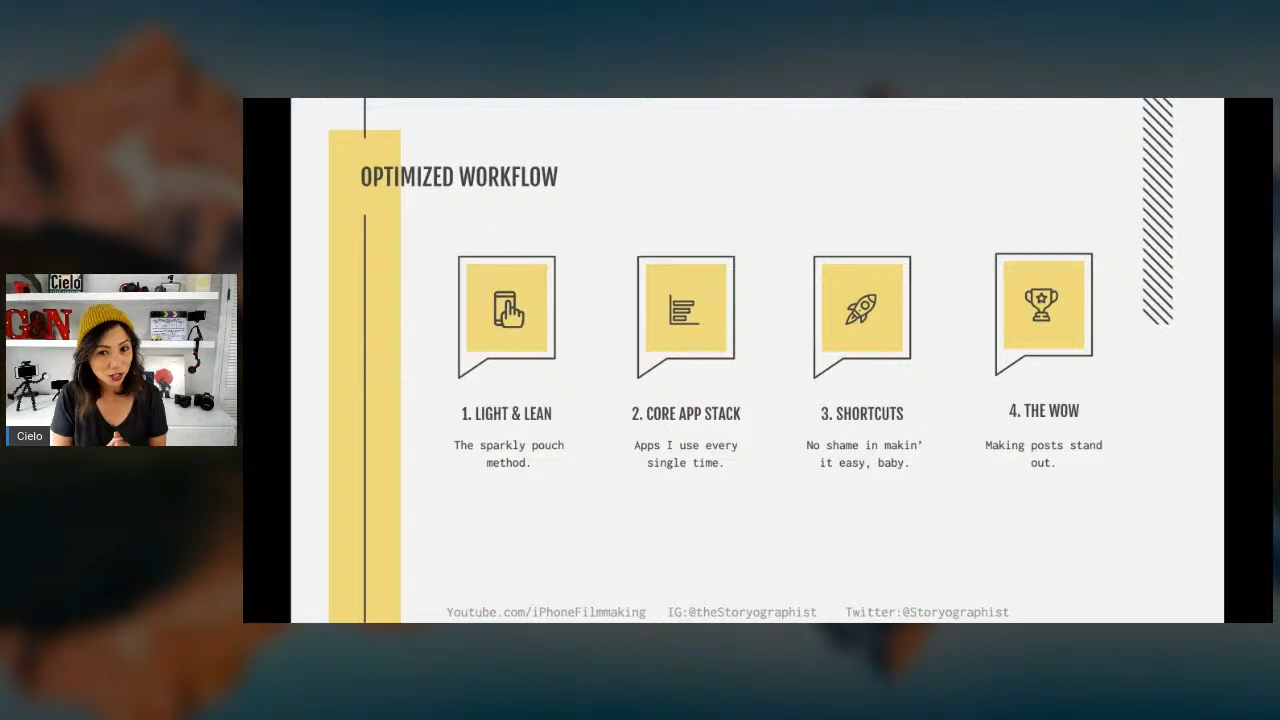 OPTIMIZED WORKFLOW
1. LIGHT & LEAN
The sparkly pouch
method.
2. CORE APP STACK
Apps I use every
single time.
3. SHORTCUTS
No shame in makin’
it easy, baby.
4. THE WOW
Making posts stand
out.
Youtube.com/iPhoneFilmmaking IG:@theStoryographist Twitter:@Storyographist
Cielo
G&N
Cielo